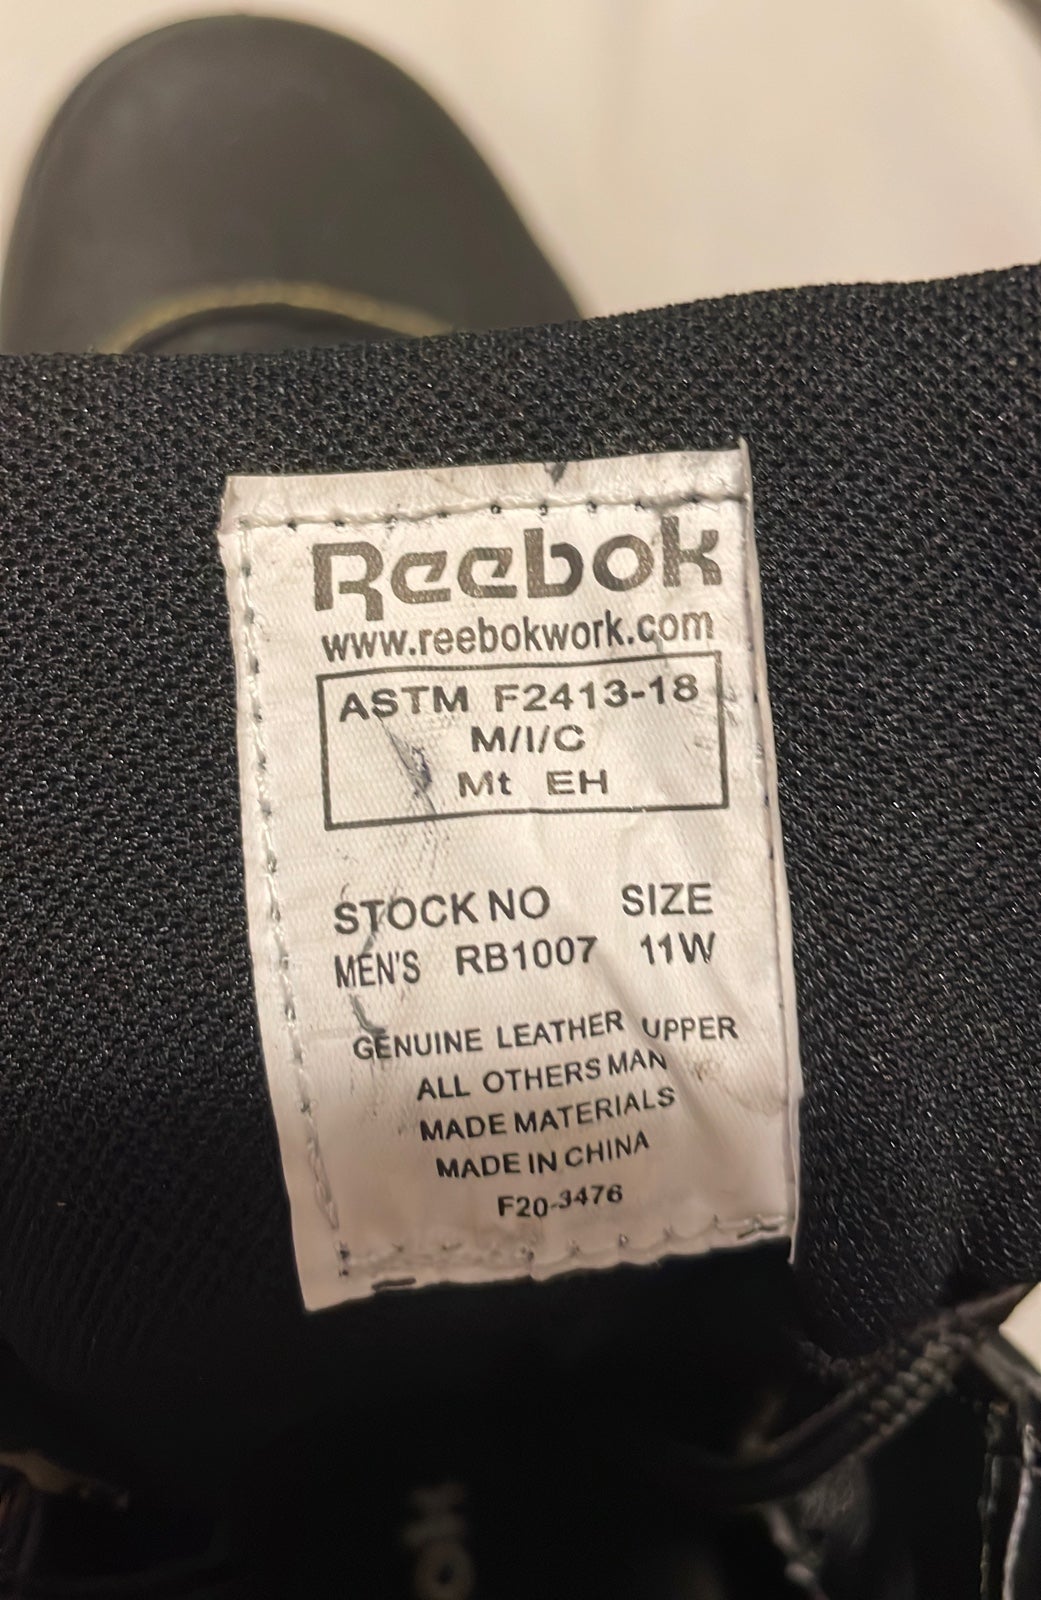 Reebok
www.reebokwork.com
ASTM F2413-18
M/I/C
Mt EH
STOCK NO SIZE
MEN'S RB1007 11W
GENUINE LEATHER UPPER
ALL OTHERS MAN
MADE MATERIALS
MADE IN CHINA
F20-3476
ok